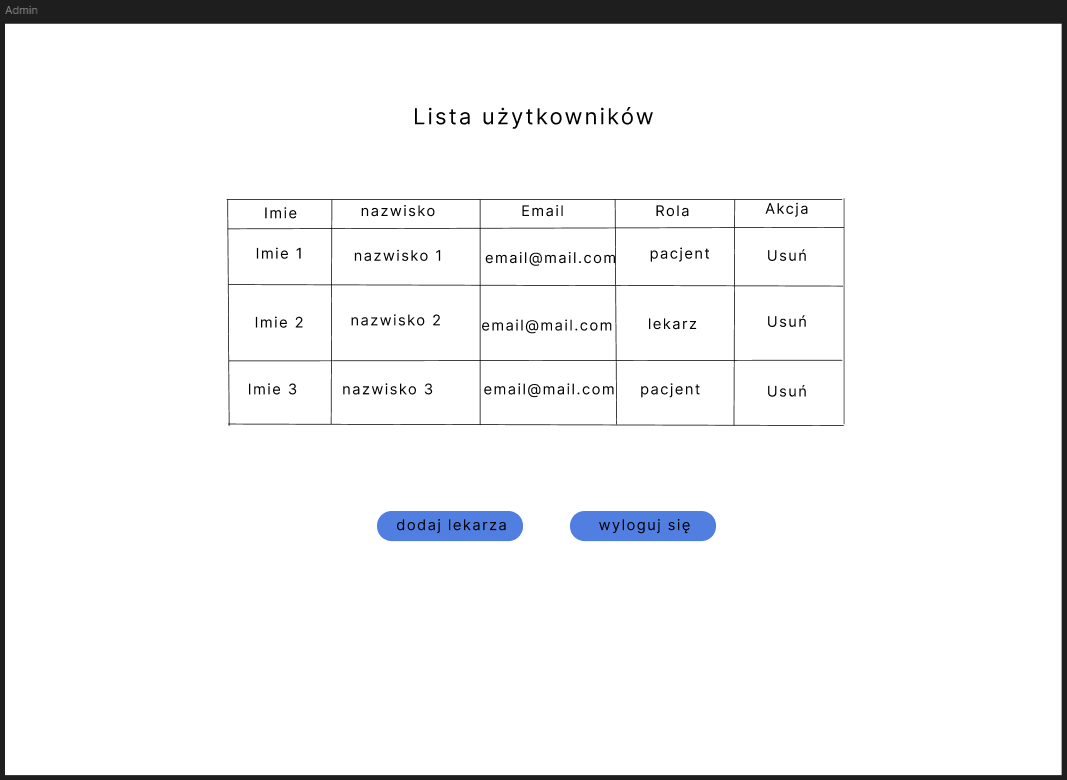 Admin
Lista użytkowników
Imie nazwisko Email Rola Akcja
Imie 1 nazwisko 1 email@mail.com pacjent Usuń
Imie 2 nazwisko 2 email@mail.com lekarz Usuń
Imie 3 nazwisko 3 email@mail.com pacjent Usuń
dodaj lekarza wyloguj się